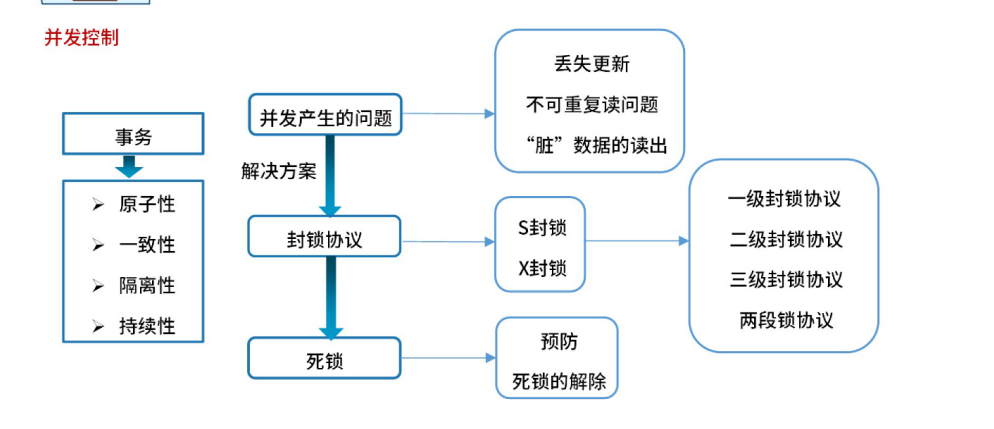 并发控制
事务
原子性
一致性
隔离性
持续性
并发产生的问题
解决方案
封锁协议
死锁
丢失更新
不可重复读问题
“脏”数据的读出
S封锁
X封锁
预防
死锁的解除
一级封锁协议
二级封锁协议
三级封锁协议
两段锁协议